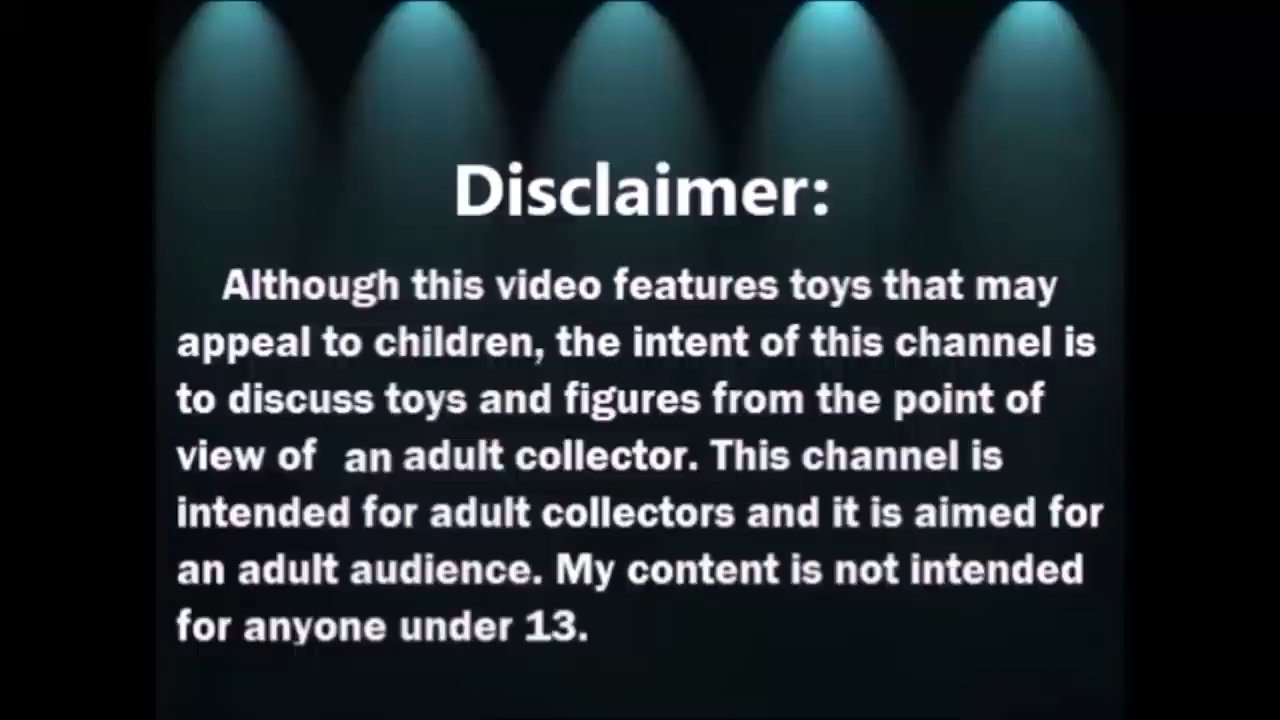 Disclaimer:
Although this video features toys that may
appeal to children, the intent of this channel is
to discuss toys and figures from the point of
view of an adult collector. This channel is
intended for adult collectors and it is aimed for
an adult audience. My content is not intended
for anyone under 13.